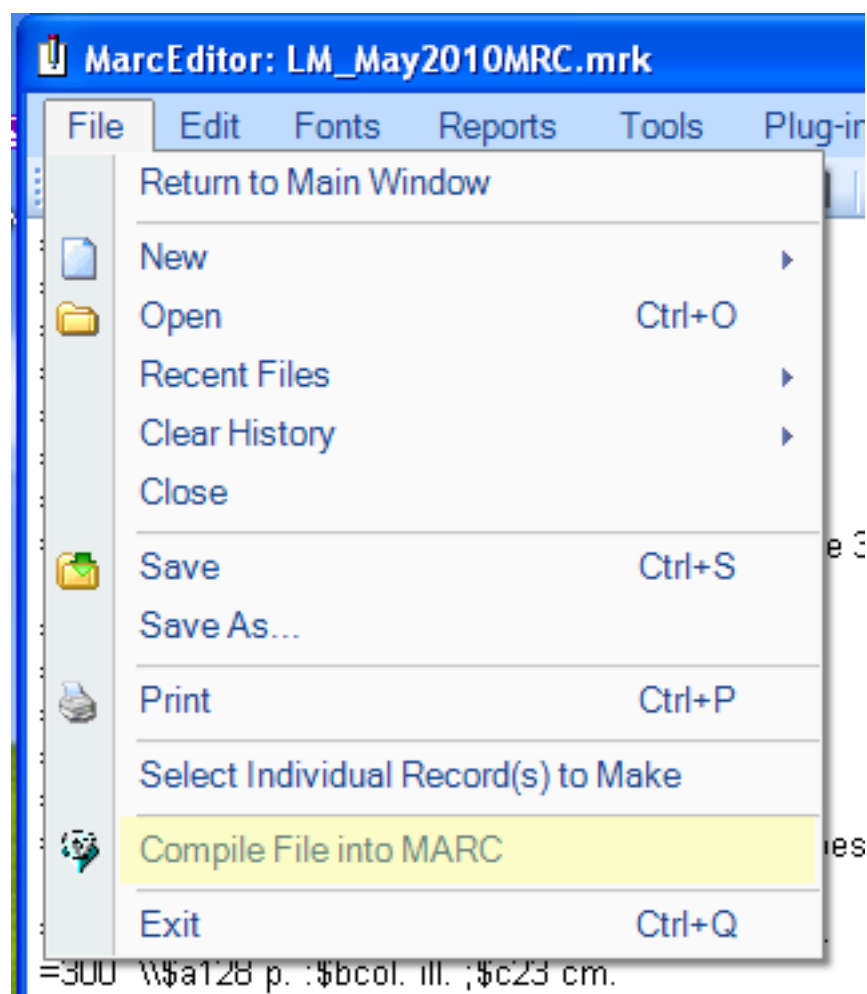 MarcEditor: LM_May2010MRC.mrk
File Edit Fonts Reports Tools
Return to Main Window
New
Open Ctrl+O
Recent Files
Clear History
Close
Save Ctrl+S
Save As...
Print Ctrl+P
Select Individual Record(s) to Make
Compile File into MARC
Exit Ctrl+Q
=300 \\$a128 p. :$bcol. ill. ;$c23 cm.